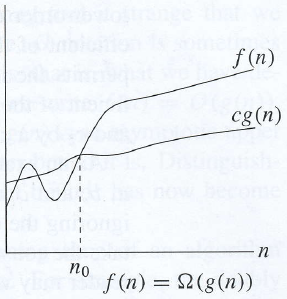 f(n)
cg(n)
n
n₀
f(n) = Ω(g(n))